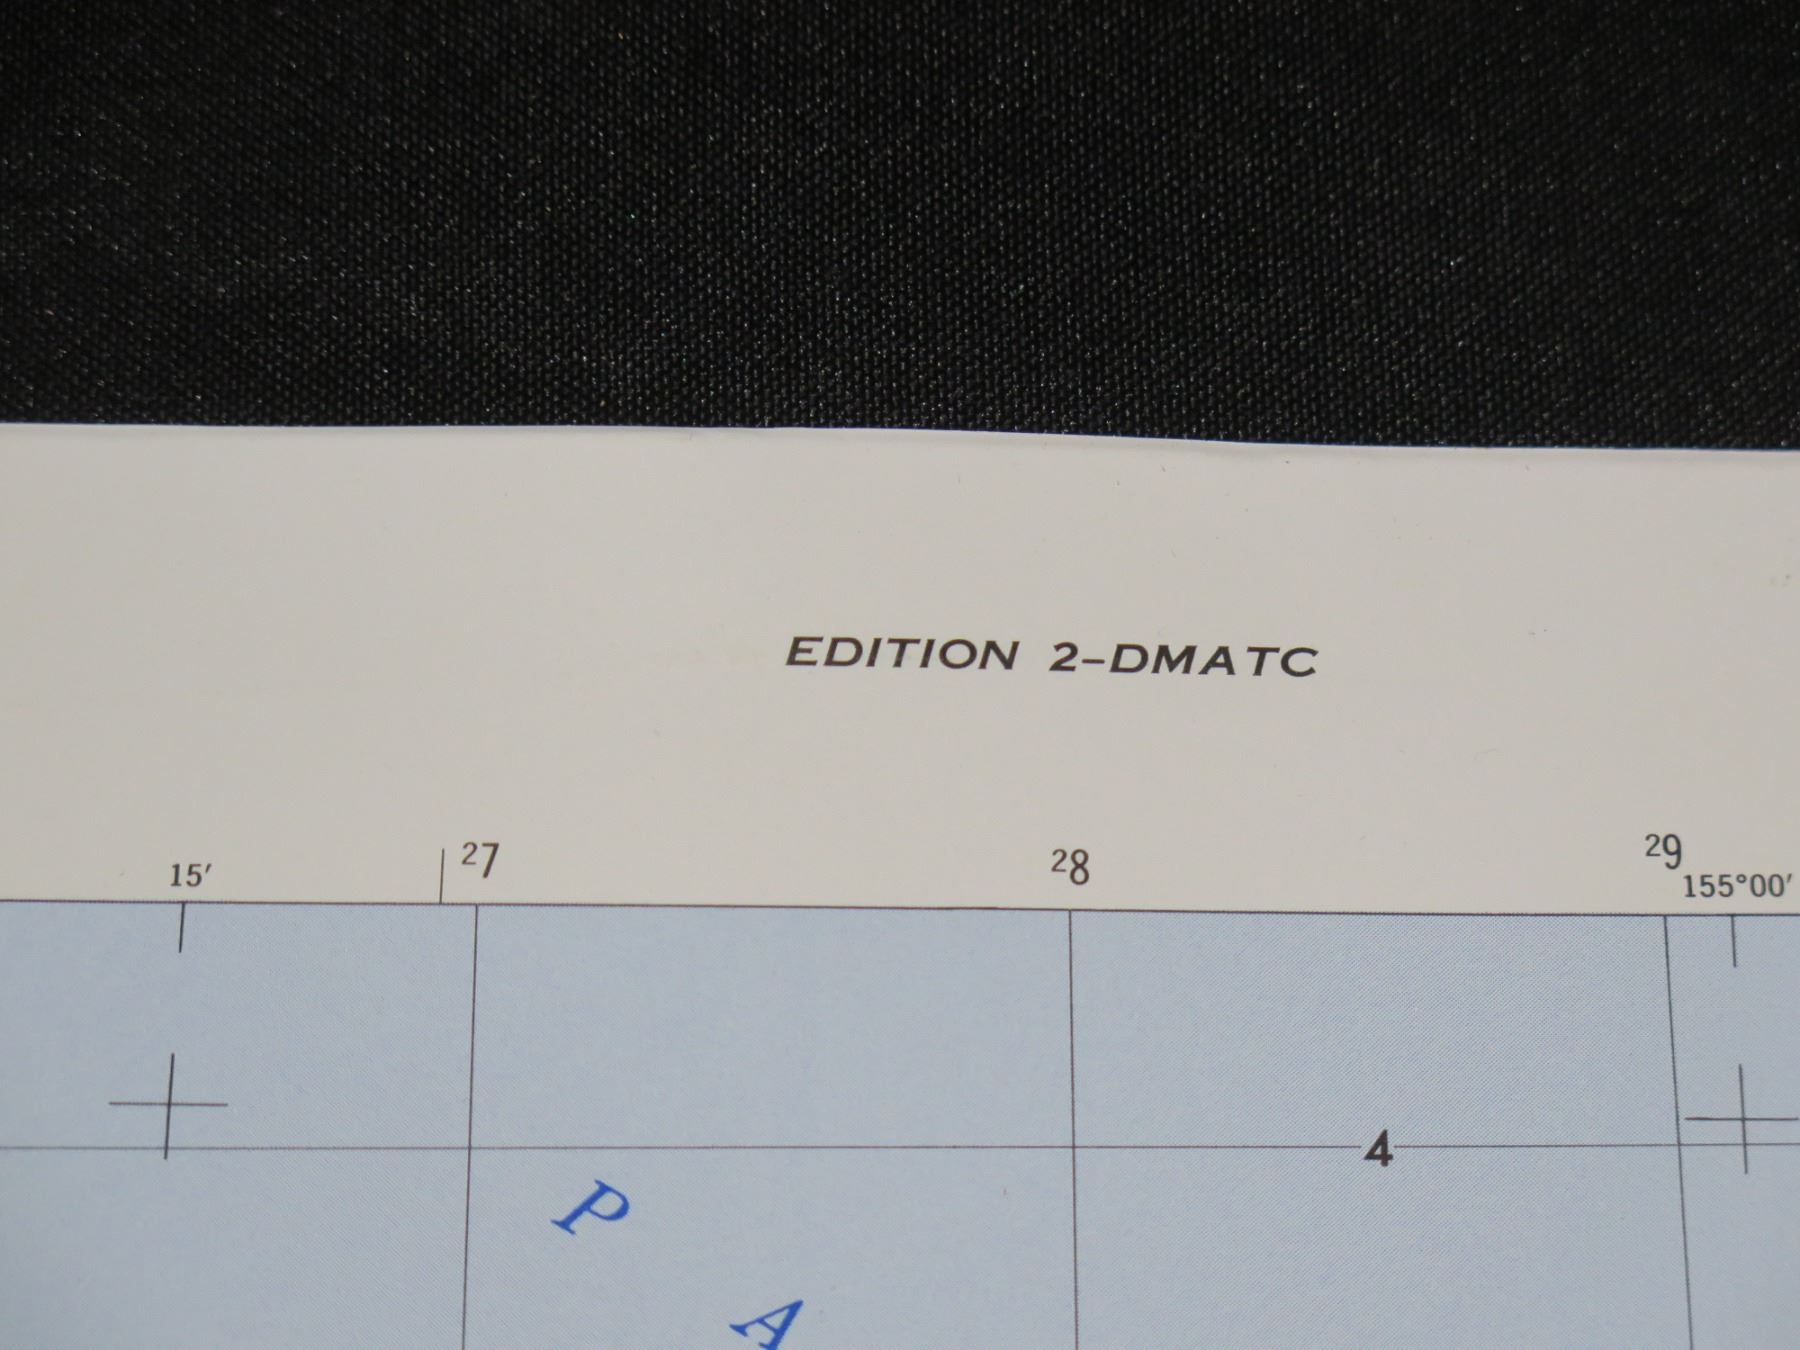 EDITION 2-DMATC
15′
27
28
29
155°00′
4
P
A